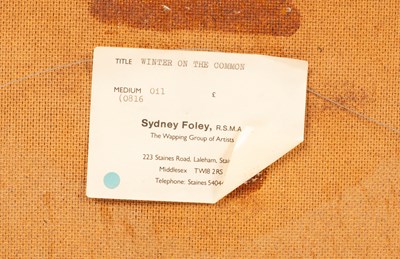 TITLE WINTER ON THE COMMON
MEDIUM OIL £
(0816
Sydney Foley, R.S.M.A
The Wapping Group of Artists
223 Staines Road, Laleham,
Middlesex TW18 2RS
Telephone: Staines 5404